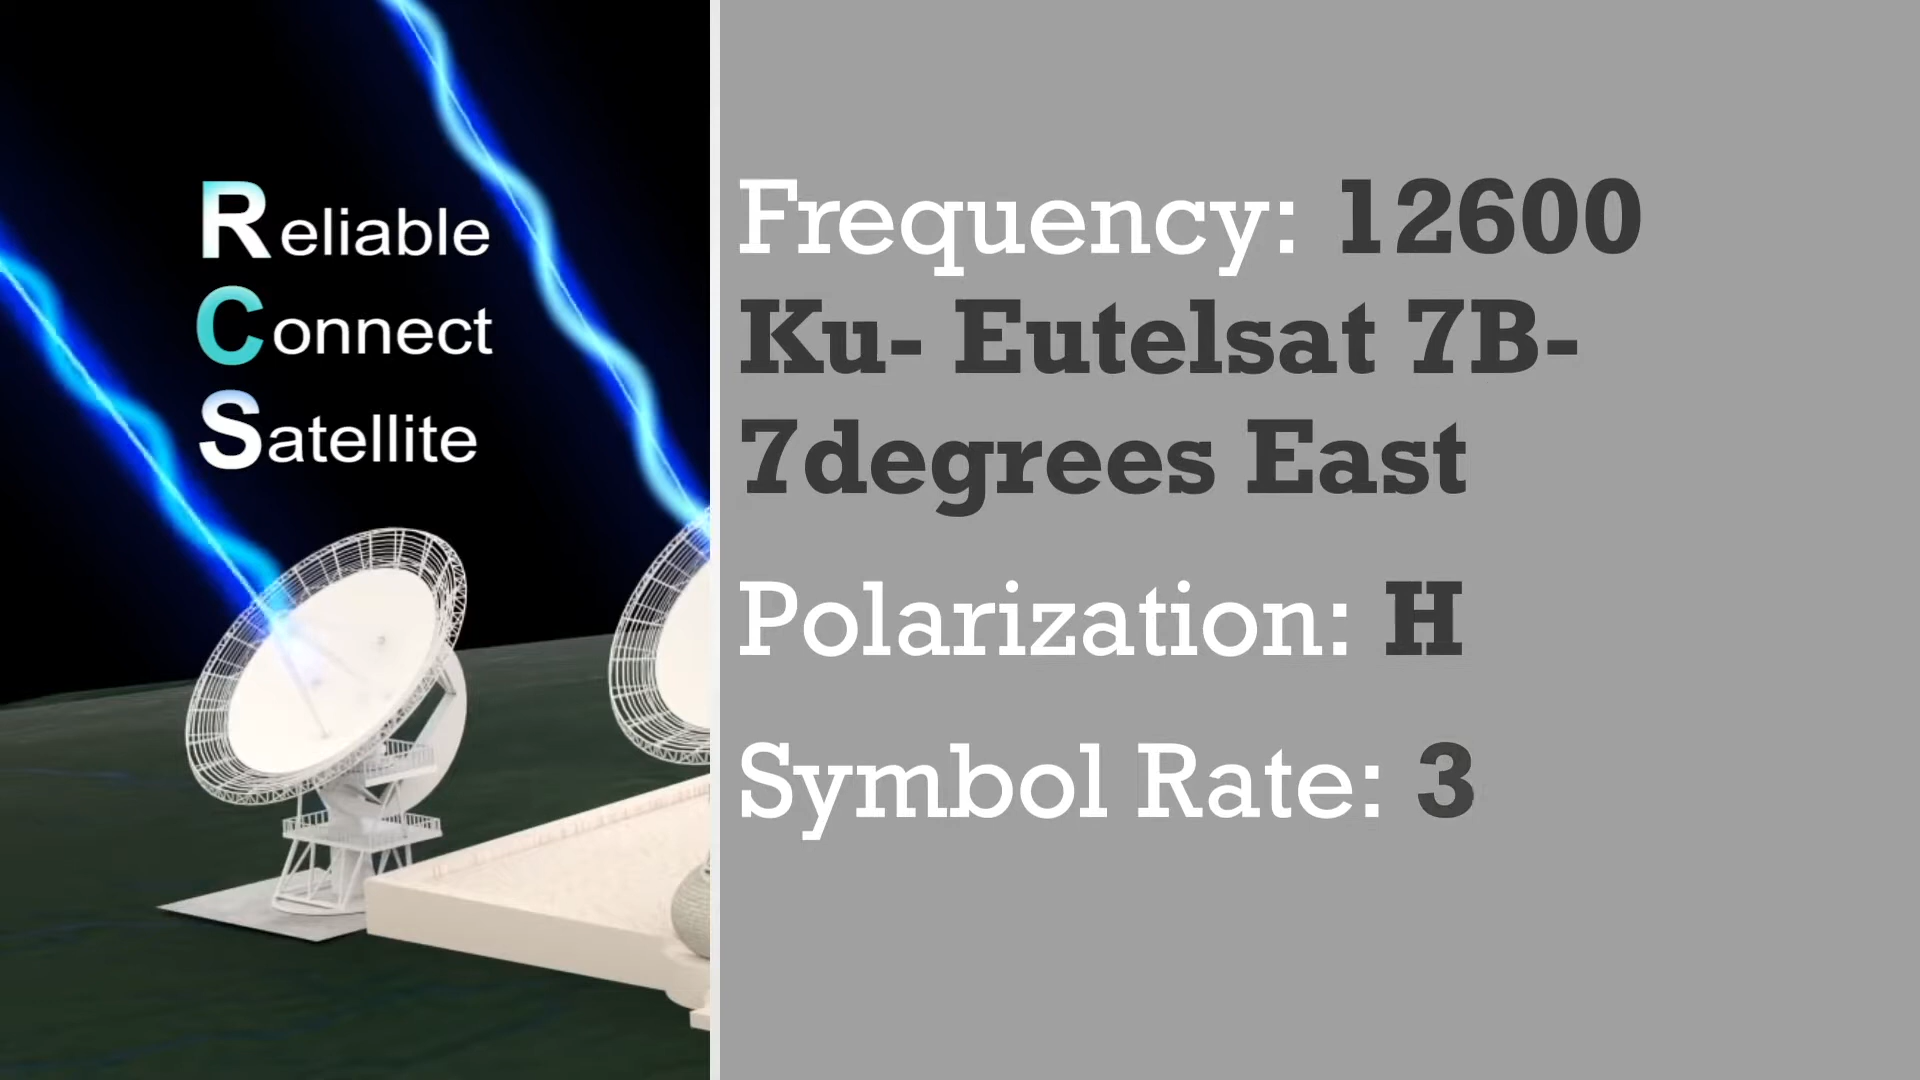 Reliable
Connect
Satellite
Frequency: 12600
Ku- Eutelsat 7B-
7degrees East
Polarization: H
Symbol Rate: 3